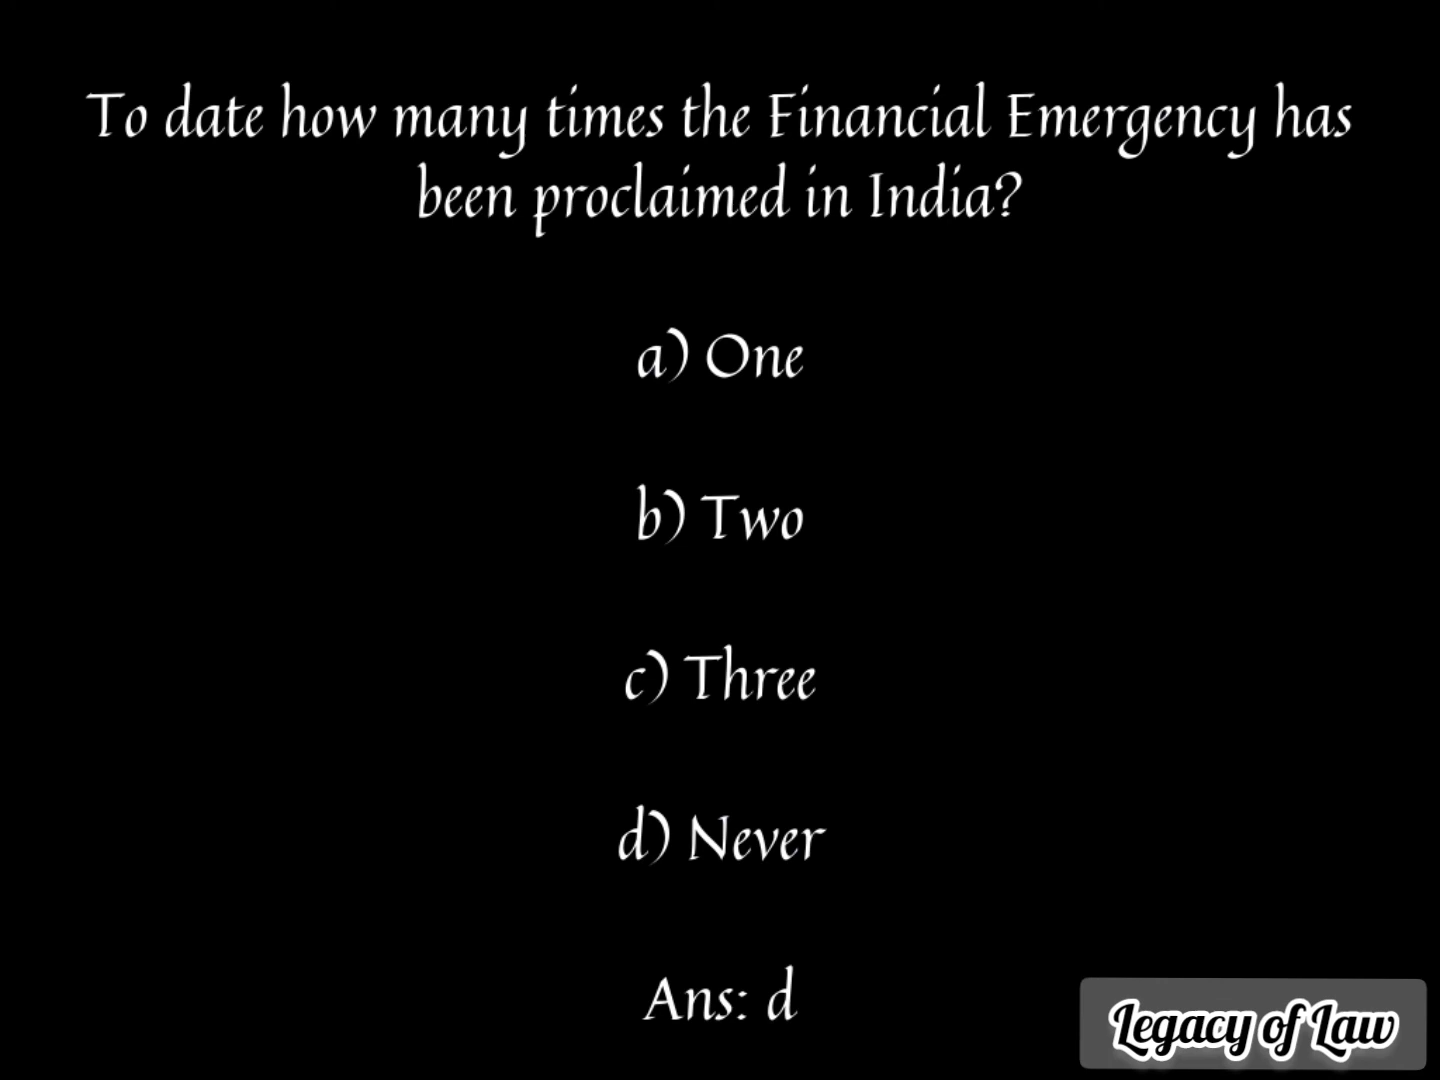 To date how many times the Financial Emergency has
been proclaimed in India?
a) One
b) Two
c) Three
d) Never
Ans: d
Legacy of Law